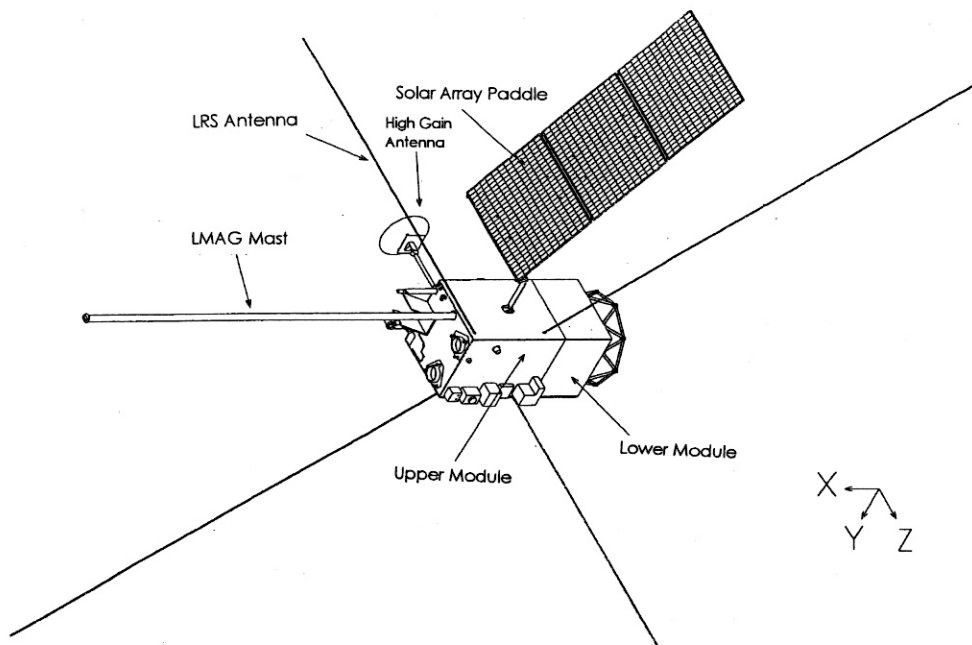 Solar Array Paddle
LRS Antenna
High Gain
Antenna
LMAG Mast
Lower Module
Upper Module
X
Y
Z